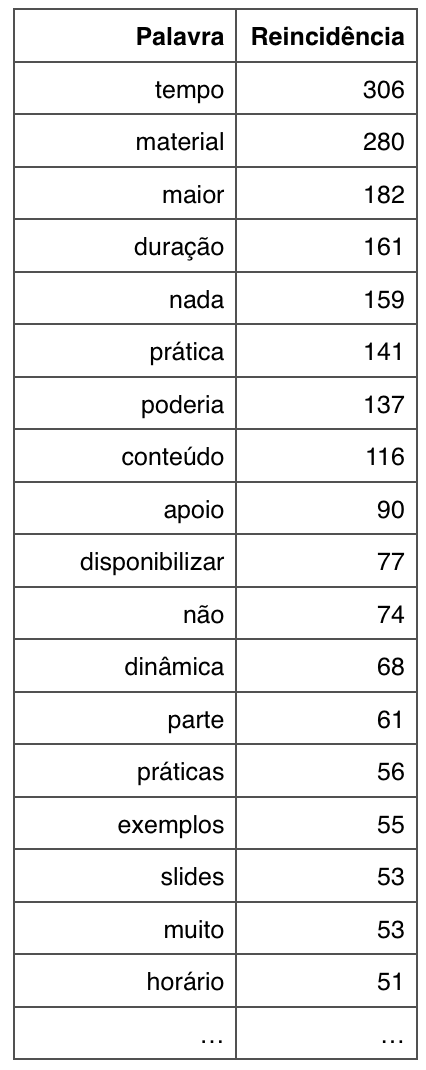 Palavra Reincidência
tempo 306
material 280
maior 182
duração 161
nada 159
prática 141
poderia 137
conteúdo 116
apoio 90
disponibilizar 77
não 74
dinâmica 68
parte 61
práticas 56
exemplos 55
slides 53
muito 53
horário 51
... ...